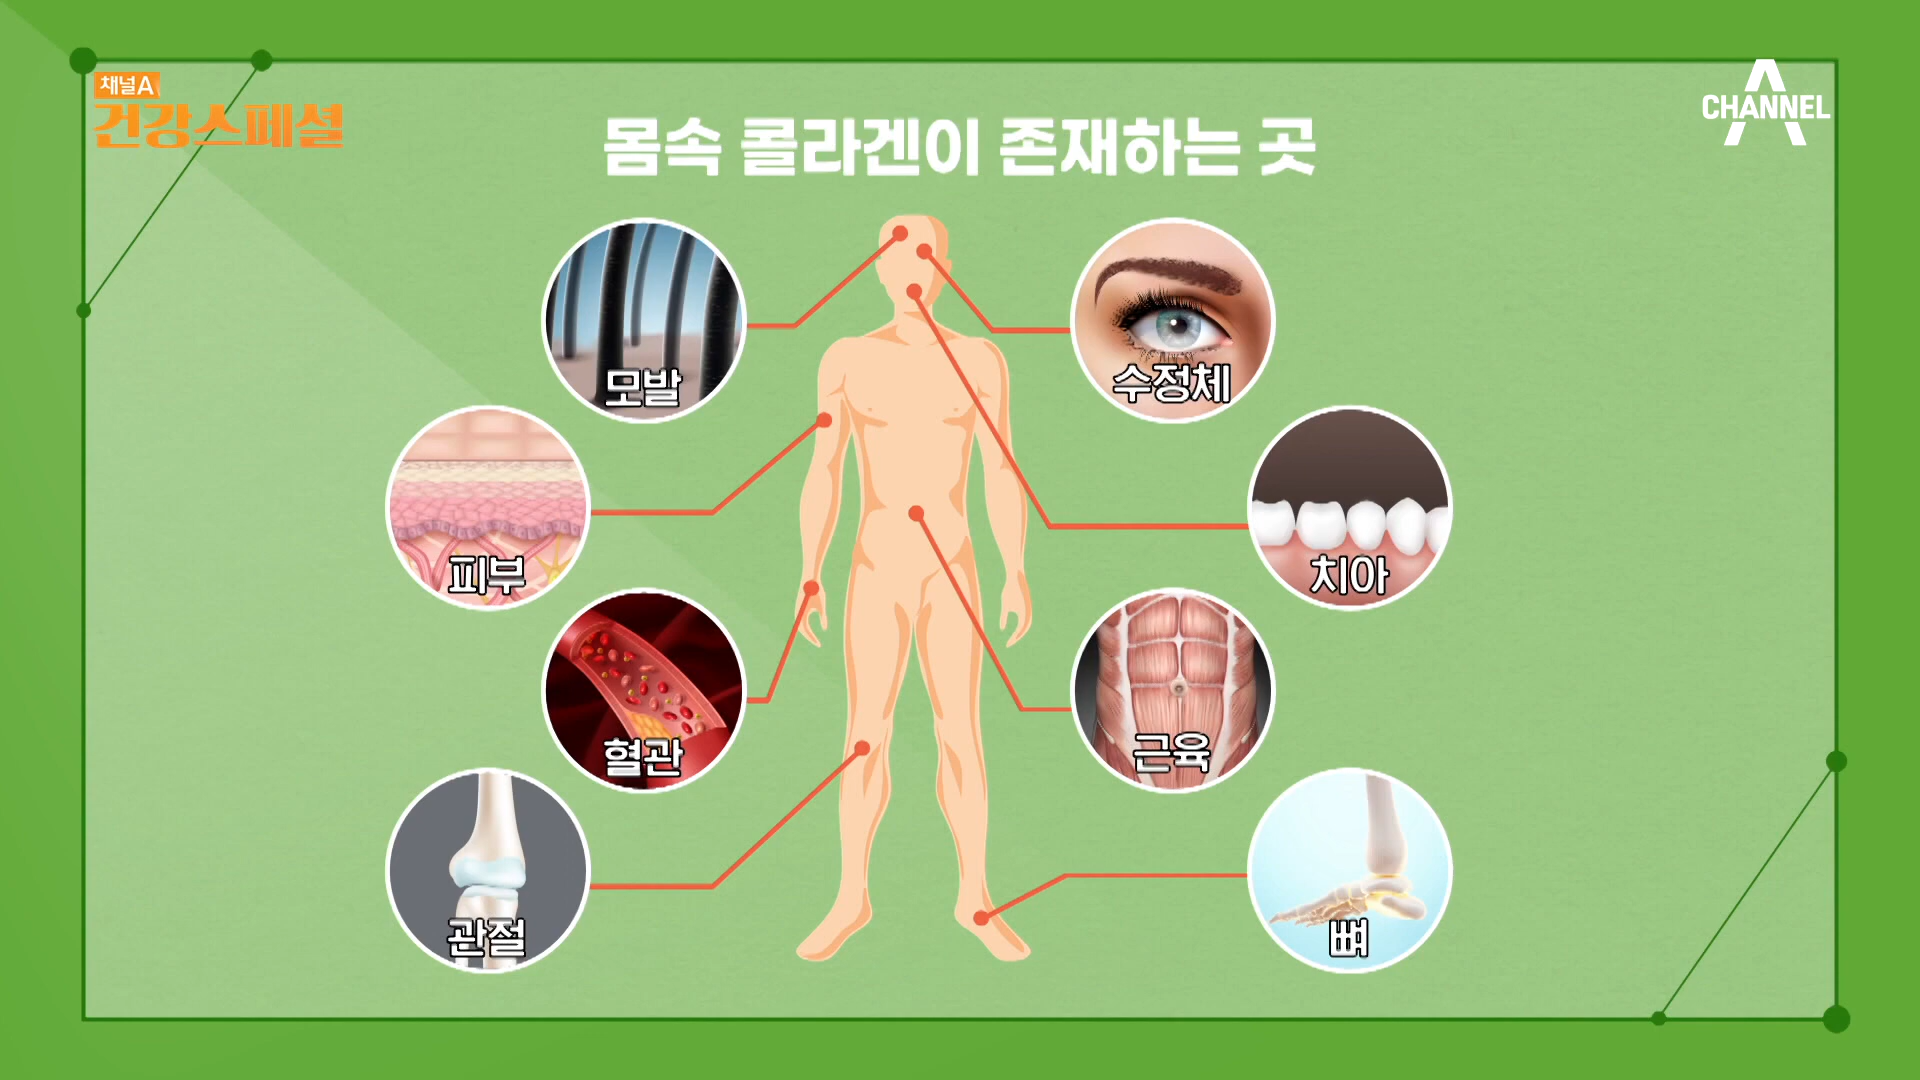 채널A
건강스페셜
CHANNEL A
몸속 콜라겐이 존재하는 곳
모발
수정체
피부
치아
혈관
근육
관절
뼈